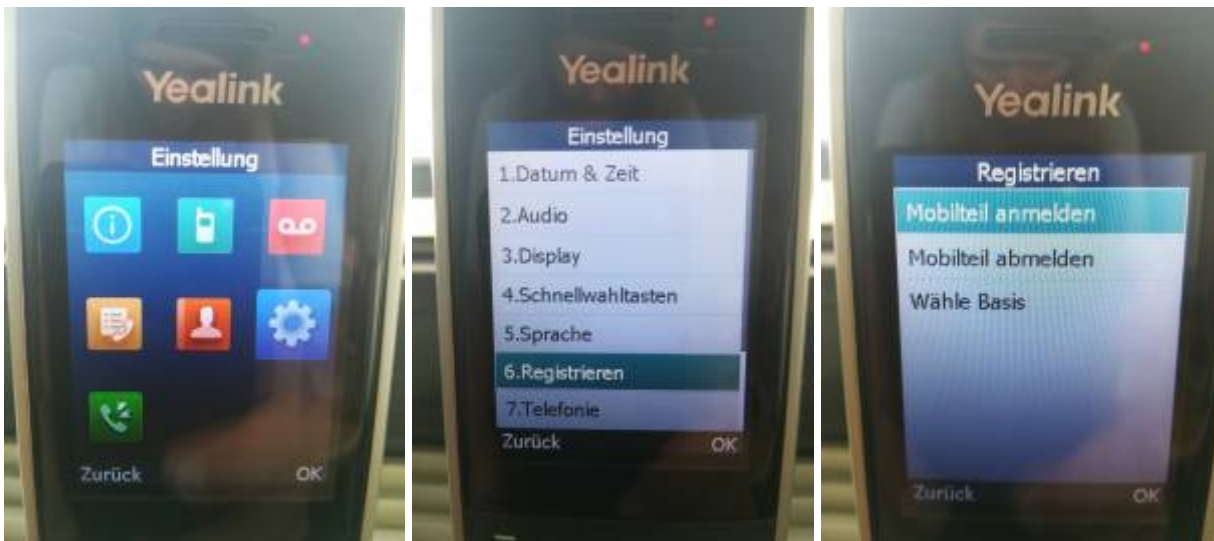 Yealink
Einstellung
Zurück OK
Yealink
Einstellung
1.Datum & Zeit
2.Audio
3.Display
4.Schnellwahltasten
5.Sprache
6.Registrieren
7.Telefonie
Zurück OK
Yealink
Registrieren
Mobilteil anmelden
Mobilteil abmelden
Wähle Basis
Zurück OK